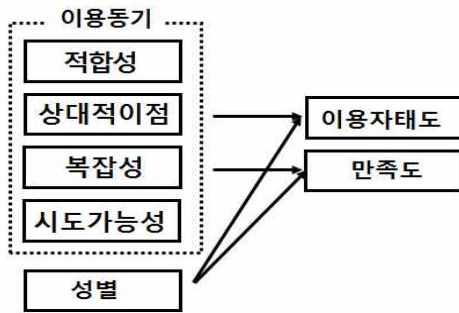 이용동기
적합성
상대적이점
복잡성
시도가능성
성별
이용자태도
만족도